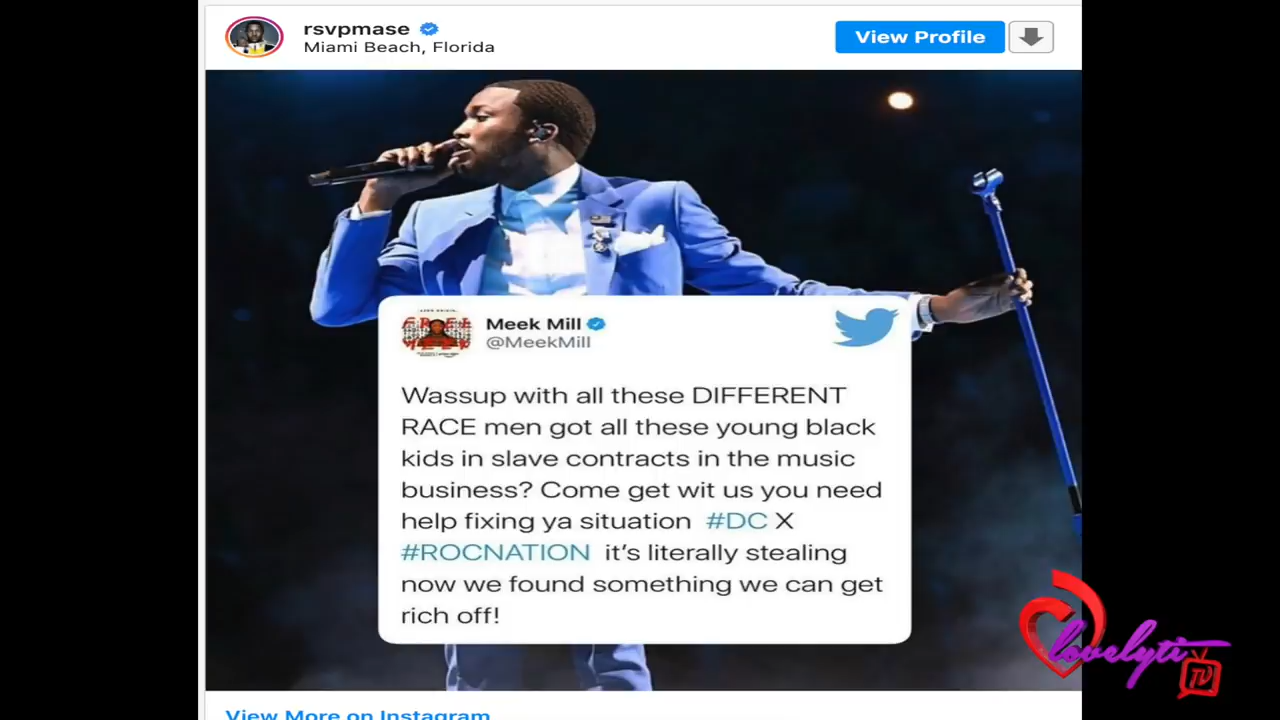 rsvpmase
Miami Beach, Florida
View Profile
Meek Mill
@MeekMill
Wassup with all these DIFFERENT
RACE men got all these young black
kids in slave contracts in the music
business? Come get wit us you need
help fixing ya situation #DC X
#ROCNATION it’s literally stealing
now we found something we can get
rich off!
View More on Instagram
lovelyti
TV